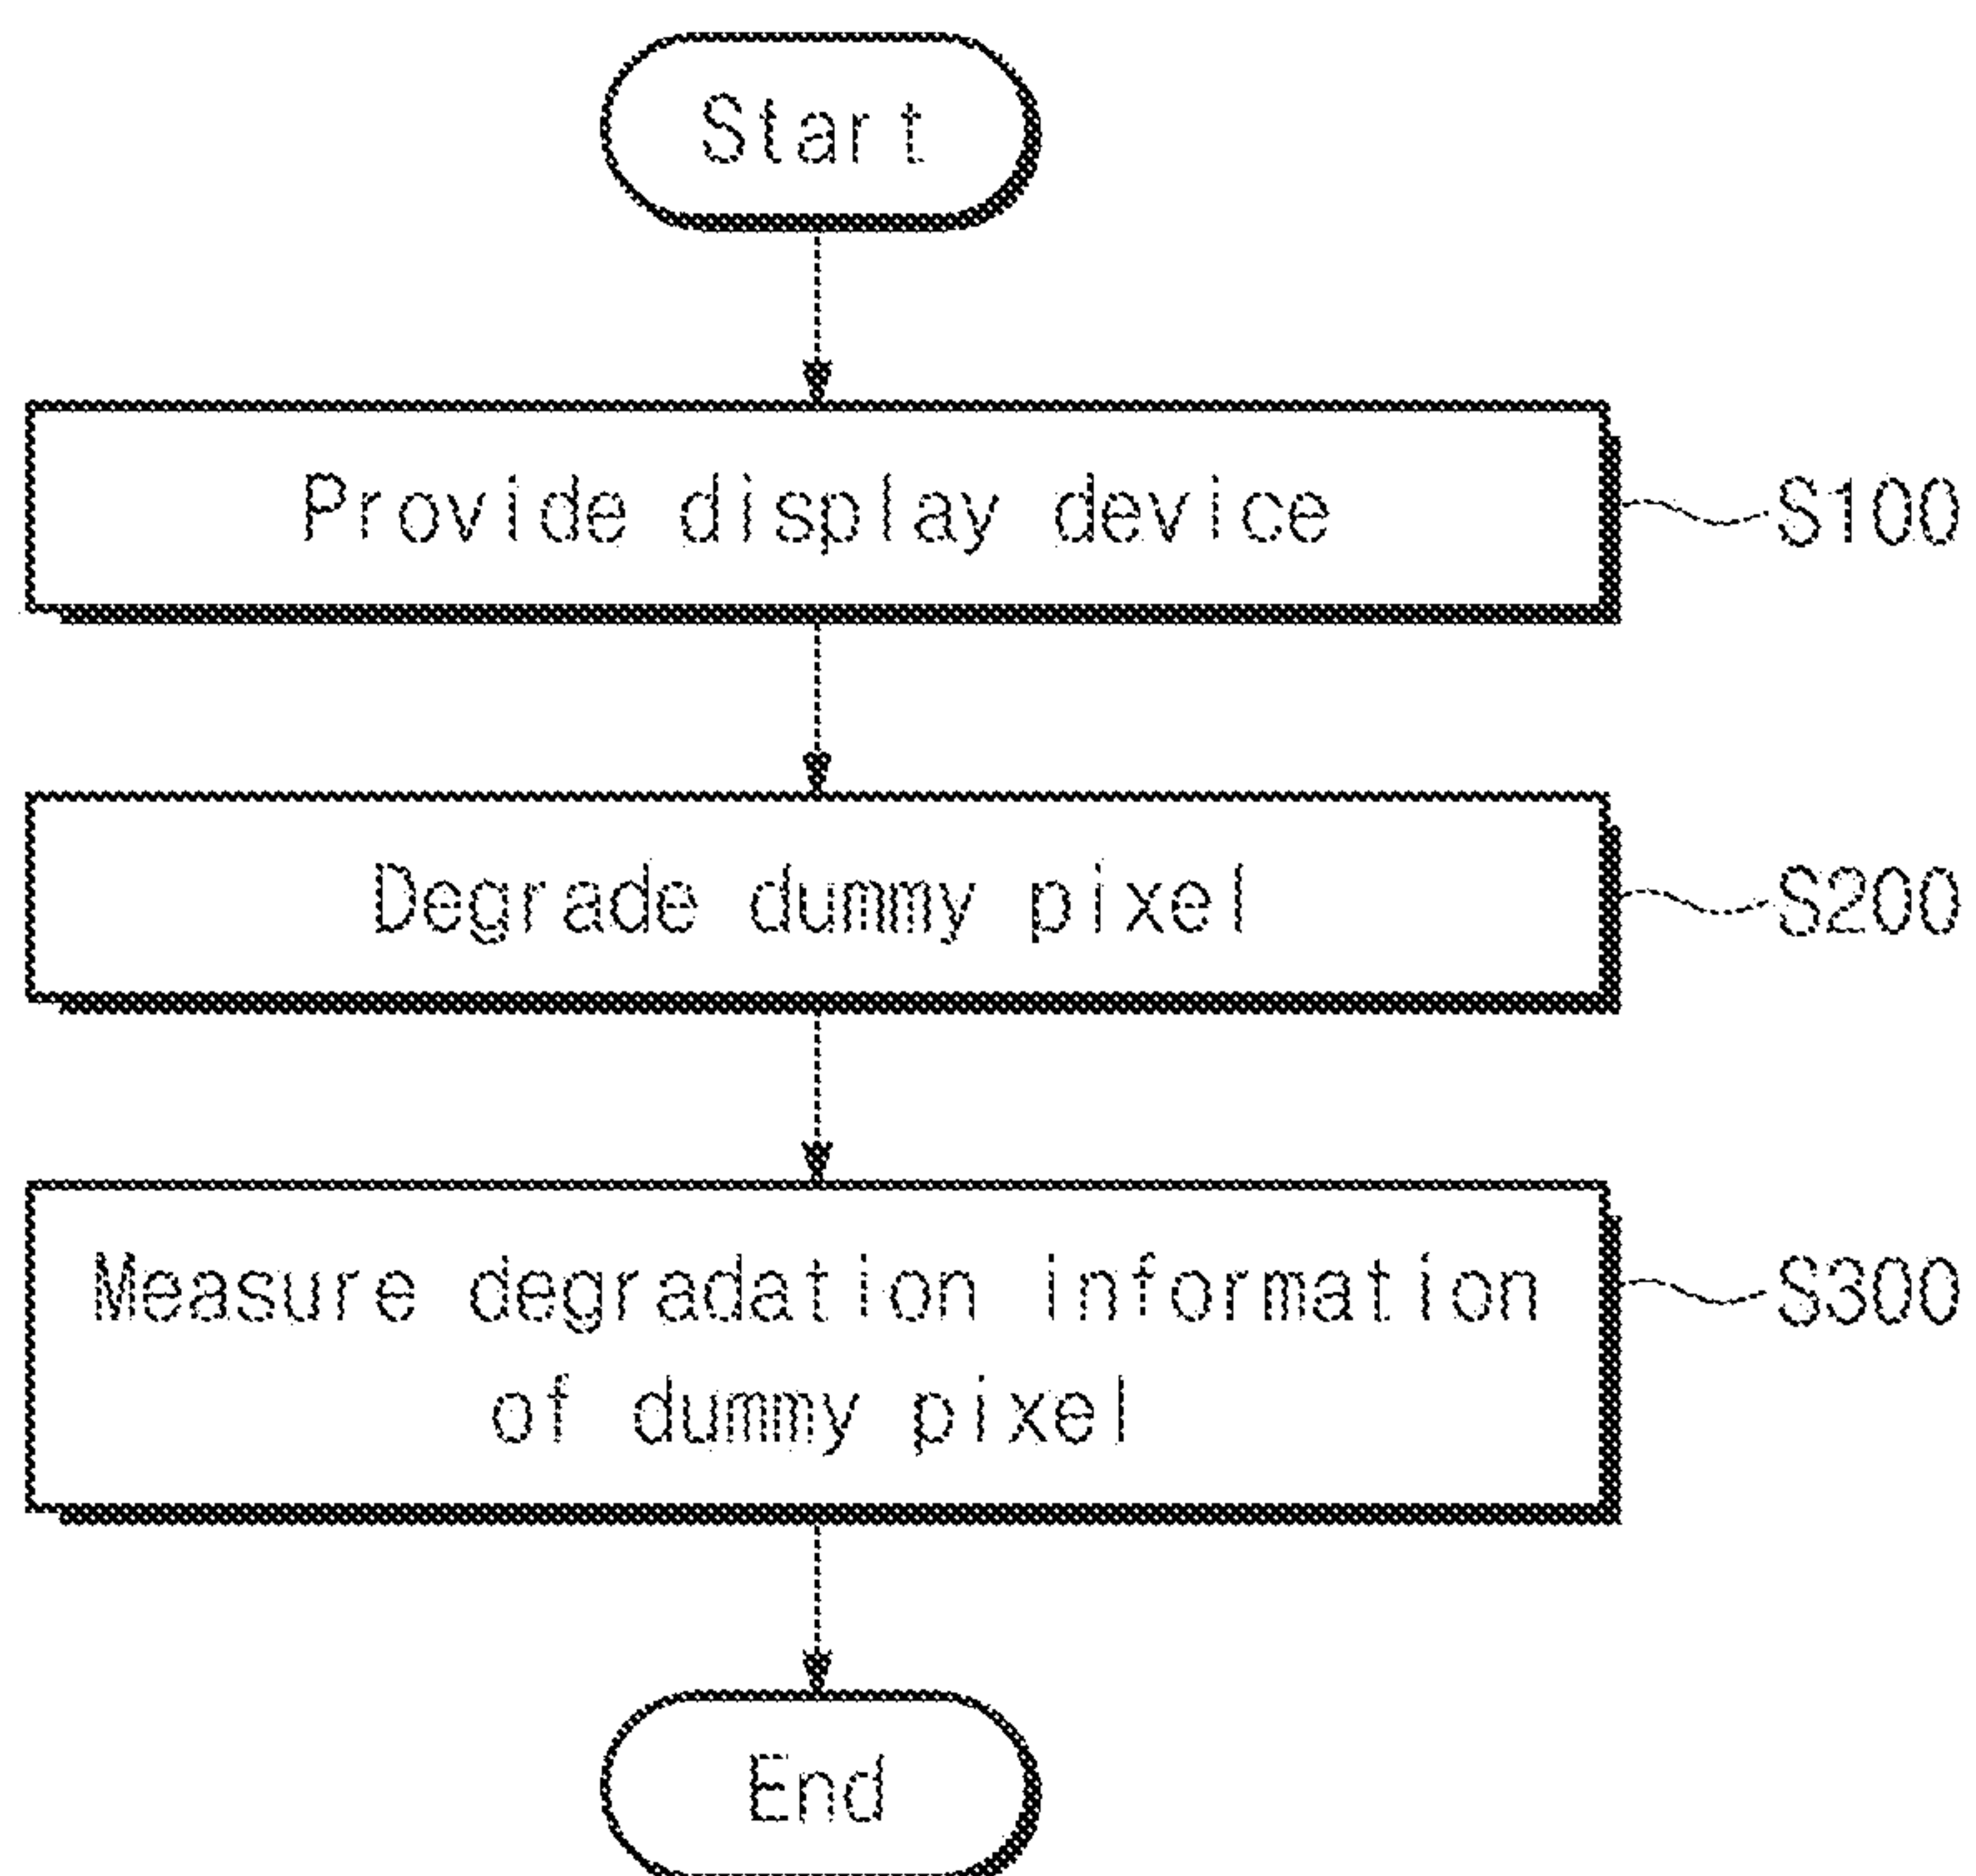 Start
Provide display device
S100
Degrade dummy pixel
S200
Measure degradation information
S300
of dummy pixel
End